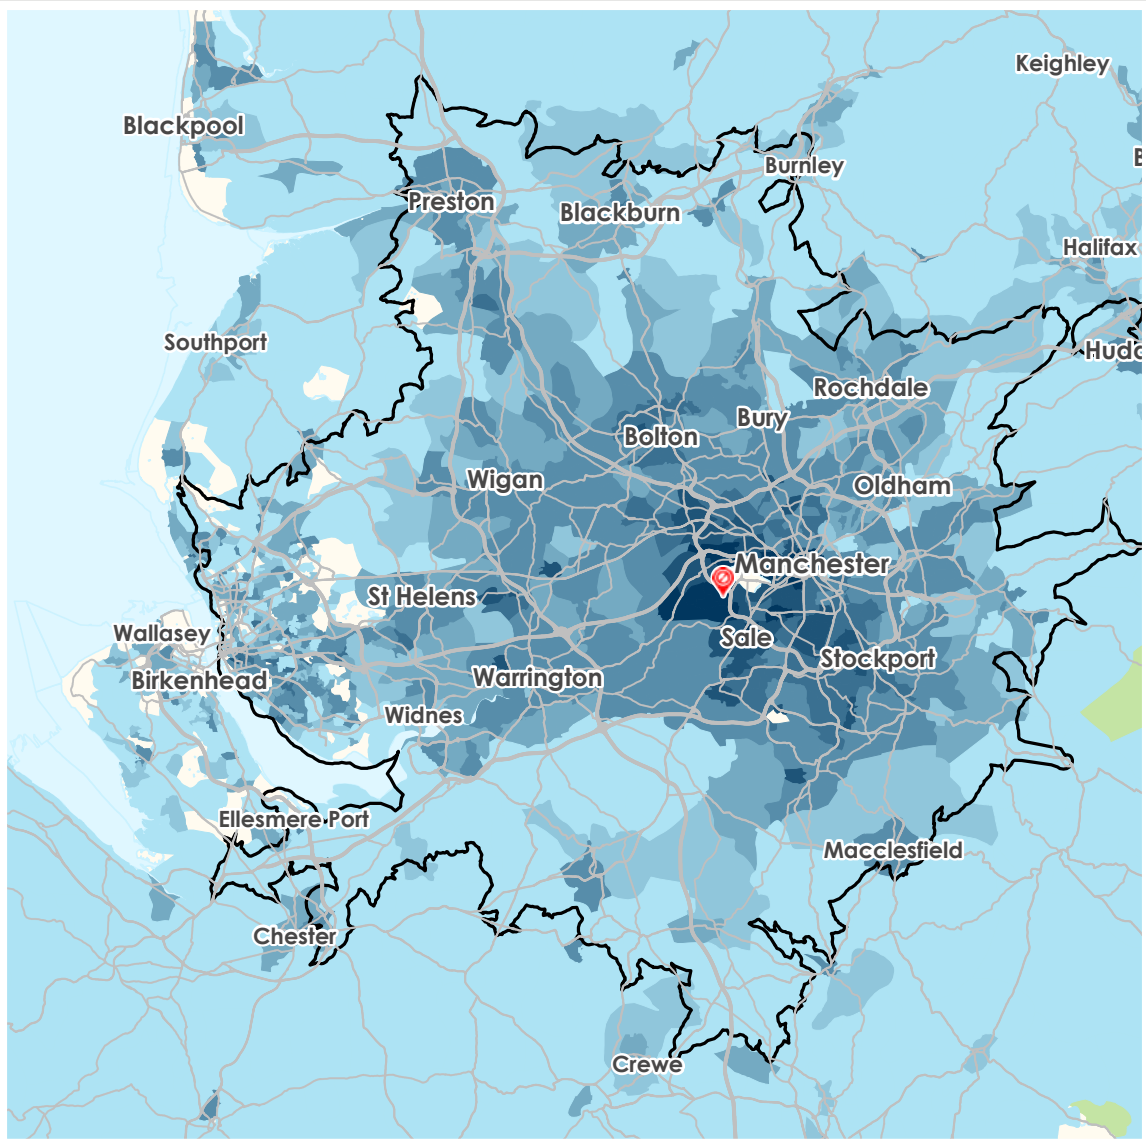 Keighley
Blackpool
Burnley
Preston
Blackburn
Halifax
Southport
Rochdale
Bury
Bolton
Wigan
Oldham
Manchester
St Helens
Wallasey
Sale
Stockport
Birkenhead
Warrington
Widnes
Ellesmere Port
Macclesfield
Chester
Crewe